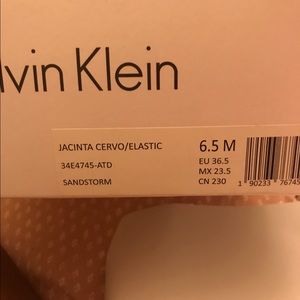 lvin Klein
JACINTA CERVO/ELASTIC
34E4745-ATD
SANDSTORM
6.5 M
EU 36.5
MX 23.5
CN 230
1 90233 76745